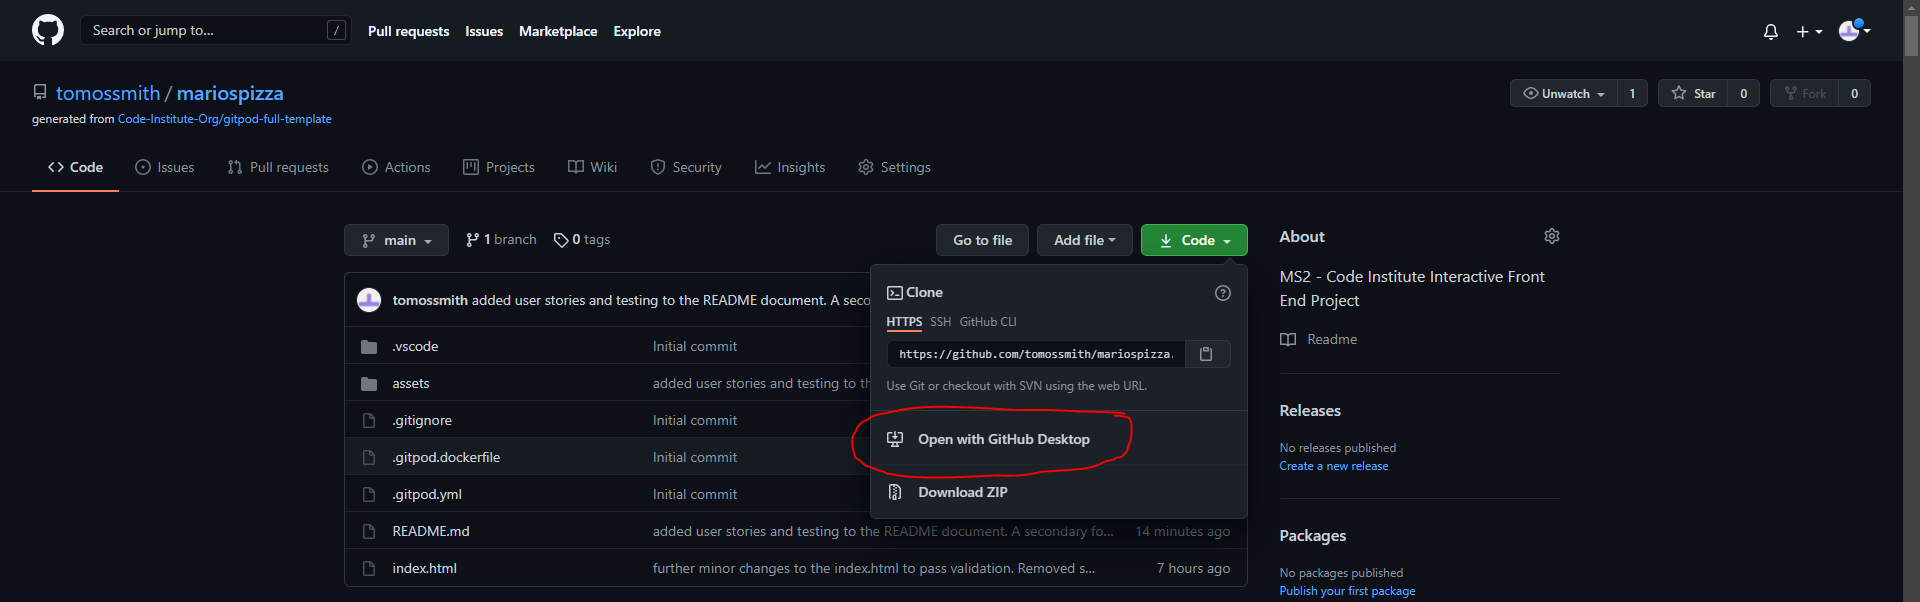 Search or jump to... /
Pull requests Issues Marketplace Explore
tomossmith / mariospizza
Unwatch 1 Star 0 Fork 0
generated from Code-Institute-Org/gitpod-full-template
Code Issues Pull requests Actions Projects Wiki Security Insights Settings
main 1 branch 0 tags Go to file Add file Code
tomossmith added user stories and testing to the README document. A seco
.vscode Initial commit
assets added user stories and testing to th
.gitignore Initial commit
.gitpod.dockerfile Initial commit
.gitpod.yml Initial commit
README.md added user stories and testing to the README document. A secondary fo... 14 minutes ago
index.html further minor changes to the index.html to pass validation. Removed s... 7 hours ago
Clone ?
HTTPS SSH GitHub CLI
https://github.com/tomossmith/mariospizza.
Use Git or checkout with SVN using the web URL.
Open with GitHub Desktop
Download ZIP
About
MS2 - Code Institute Interactive Front
End Project
Readme
Releases
No releases published
Create a new release
Packages
No packages published
Publish your first package